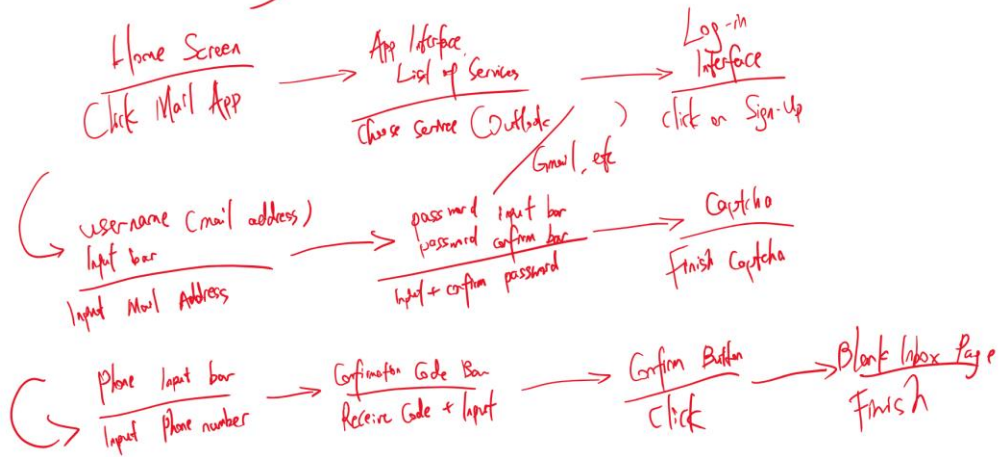 Home Screen
Click Mail App
App Interface
List of Services
Choose Service (Outlook
Gmail, etc
)
Log-in
Interface
click on Sign-Up
username (mail address)
Input bar
Input Mail Address
password input bar
password confirm bar
Input + confirm password
Captcha
Finish Captcha
Phone Input bar
Input Phone number
Confirmation Code Bar
Receive Code + Input
Confirm Button
Click
Blank Inbox Page
Finish